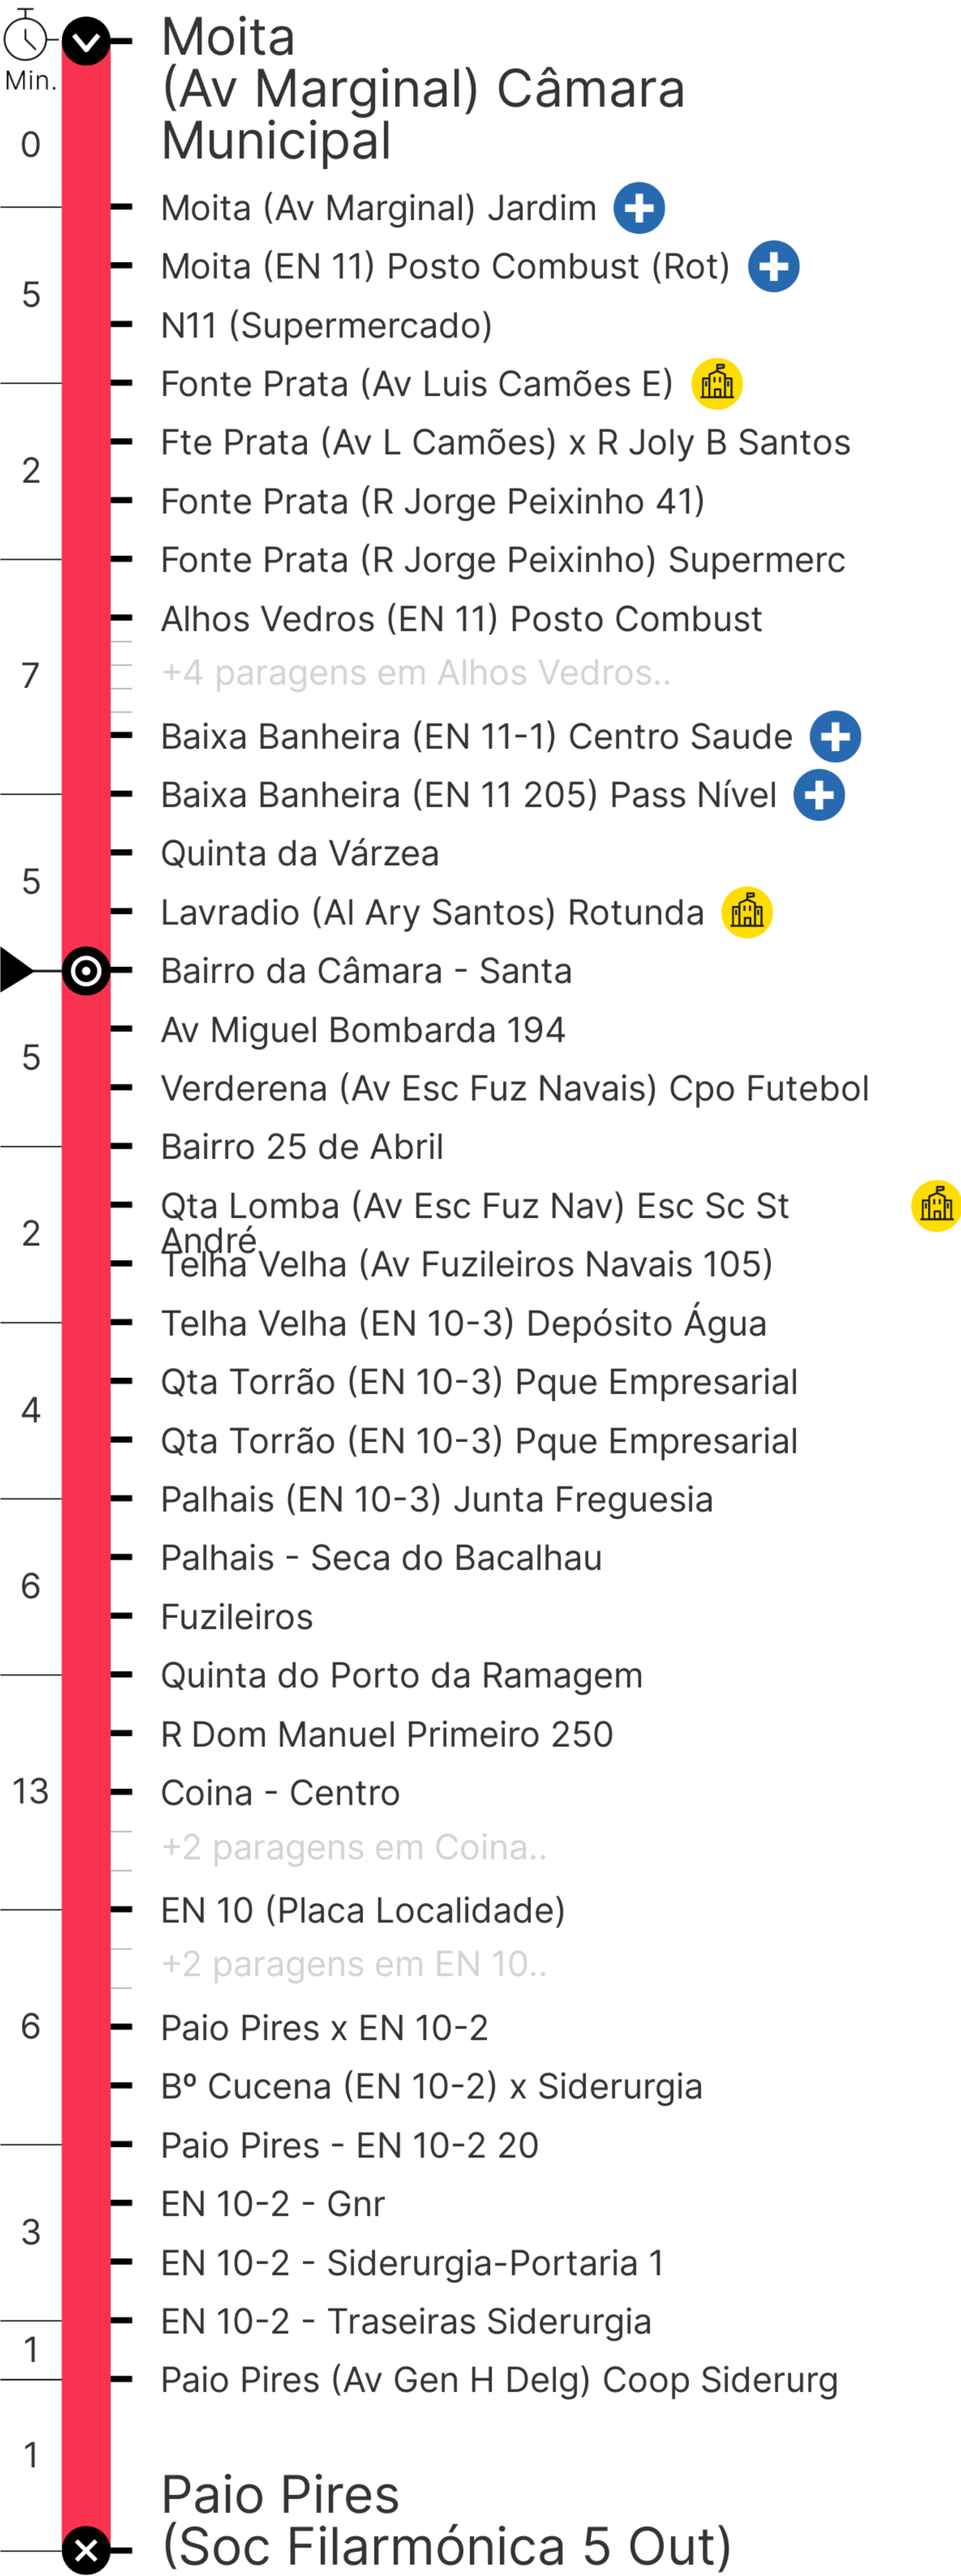 Moita
(Av Marginal) Câmara
Municipal
Min.
0
Moita (Av Marginal) Jardim
Moita (EN 11) Posto Combust (Rot)
5
N11 (Supermercado)
Fonte Prata (Av Luis Camões E)
Fte Prata (Av L Camões) x R Joly B Santos
2
Fonte Prata (R Jorge Peixinho 41)
Fonte Prata (R Jorge Peixinho) Supermerc
Alhos Vedros (EN 11) Posto Combust
7
+4 paragens em Alhos Vedros..
Baixa Banheira (EN 11-1) Centro Saude
Baixa Banheira (EN 11 205) Pass Nível
Quinta da Várzea
5
Lavradio (Al Ary Santos) Rotunda
Bairro da Câmara - Santa
Av Miguel Bombarda 194
5
Verderena (Av Esc Fuz Navais) Cpo Futebol
Bairro 25 de Abril
Qta Lomba (Av Esc Fuz Nav) Esc Sc St
André
2
Telha Velha (Av Fuzileiros Navais 105)
Telha Velha (EN 10-3) Depósito Água
Qta Torrão (EN 10-3) Pque Empresarial
4
Qta Torrão (EN 10-3) Pque Empresarial
Palhais (EN 10-3) Junta Freguesia
Palhais - Seca do Bacalhau
6
Fuzileiros
Quinta do Porto da Ramagem
R Dom Manuel Primeiro 250
13
Coina - Centro
+2 paragens em Coina..
EN 10 (Placa Localidade)
+2 paragens em EN 10..
6
Paio Pires x EN 10-2
Bº Cucena (EN 10-2) x Siderurgia
Paio Pires - EN 10-2 20
EN 10-2 - Gnr
3
EN 10-2 - Siderurgia-Portaria 1
EN 10-2 - Traseiras Siderurgia
1
Paio Pires (Av Gen H Delg) Coop Siderurg
1
Paio Pires
(Soc Filarmónica 5 Out)